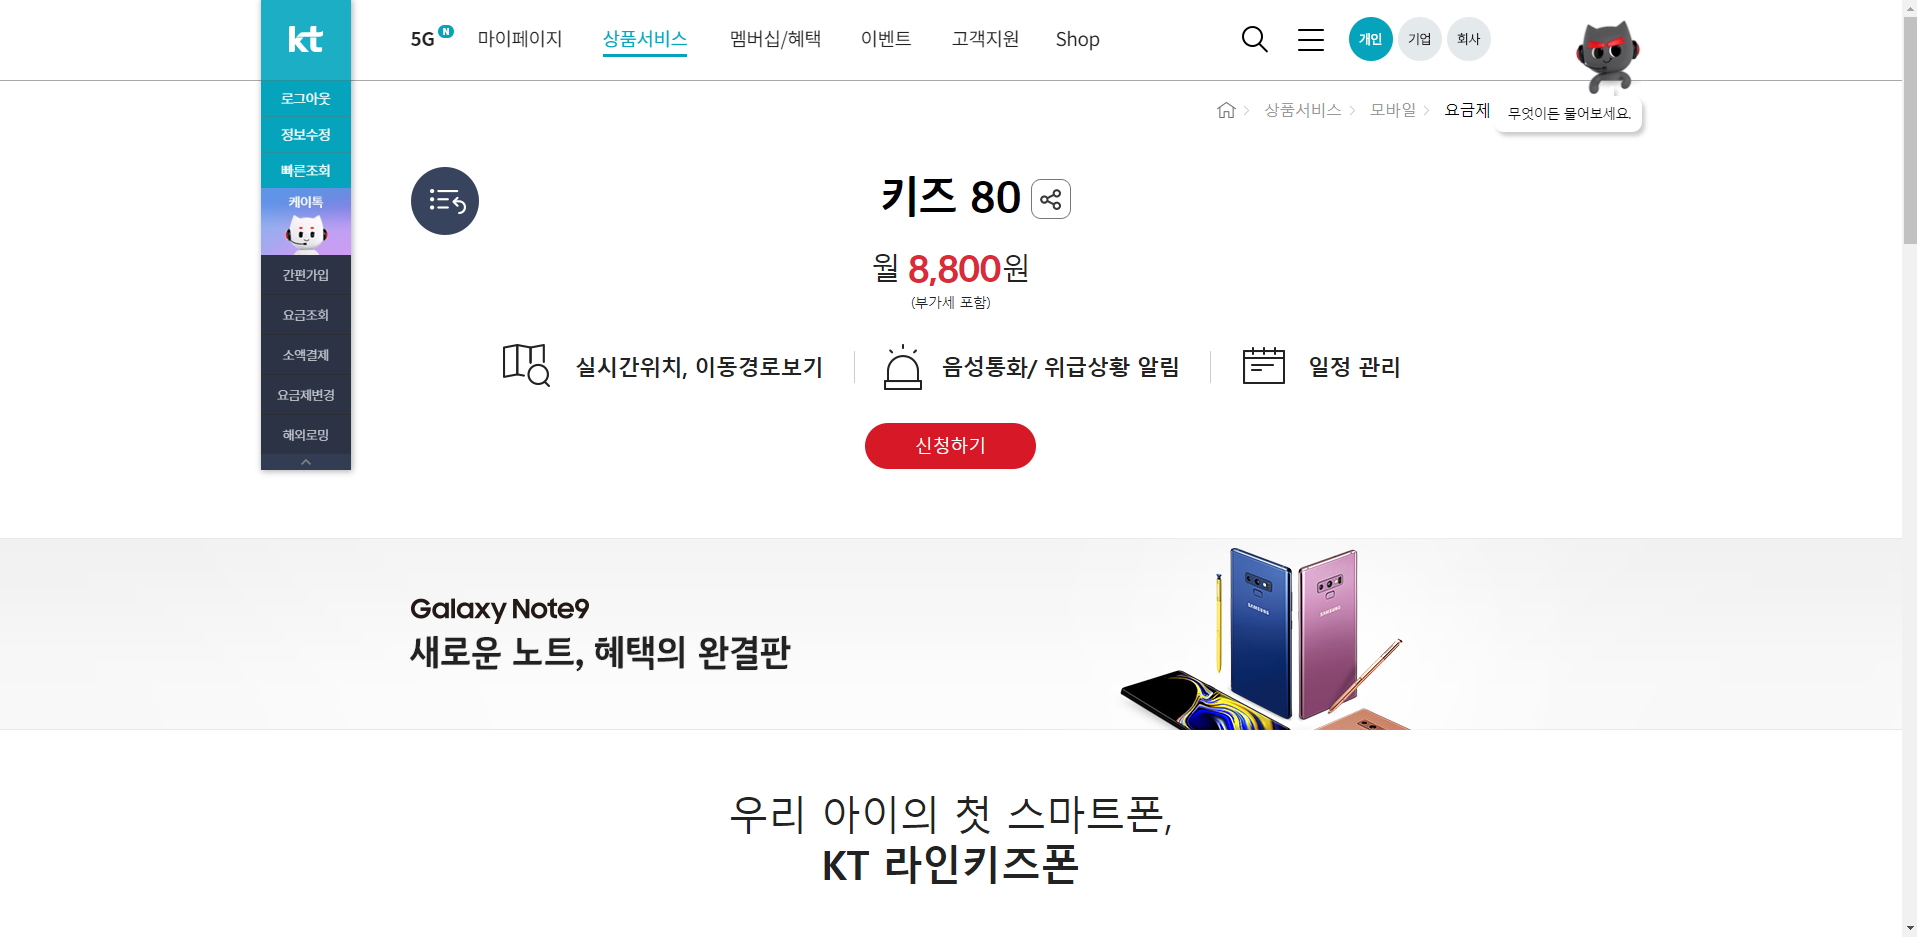 kt
5G N 마이페이지 상품서비스 멤버십/혜택 이벤트 고객지원 Shop
개인 기업 회사
로그아웃
정보수정
빠른조회
케이톡
간편가입
요금조회
소액결제
요금제변경
해외로밍
상품서비스 모바일 요금제
무엇이든 물어보세요.
키즈 80
월 8,800원
(부가세 포함)
실시간위치, 이동경로보기
음성통화/ 위급상황 알림
일정 관리
신청하기
Galaxy Note9
새로운 노트, 혜택의 완결판
SAMSUNG
SAMSUNG
우리 아이의 첫 스마트폰,
KT 라인키즈폰